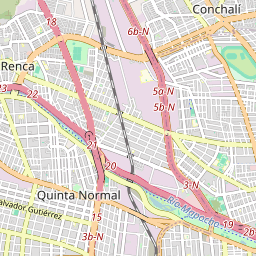 Conchalí
18
6b-N
Renca
5a-N
5b-N
23
22
21
20
3-N
Quinta Normal
Río Mapocho
Salvador Gutiérrez
15
19
2b
3b-N